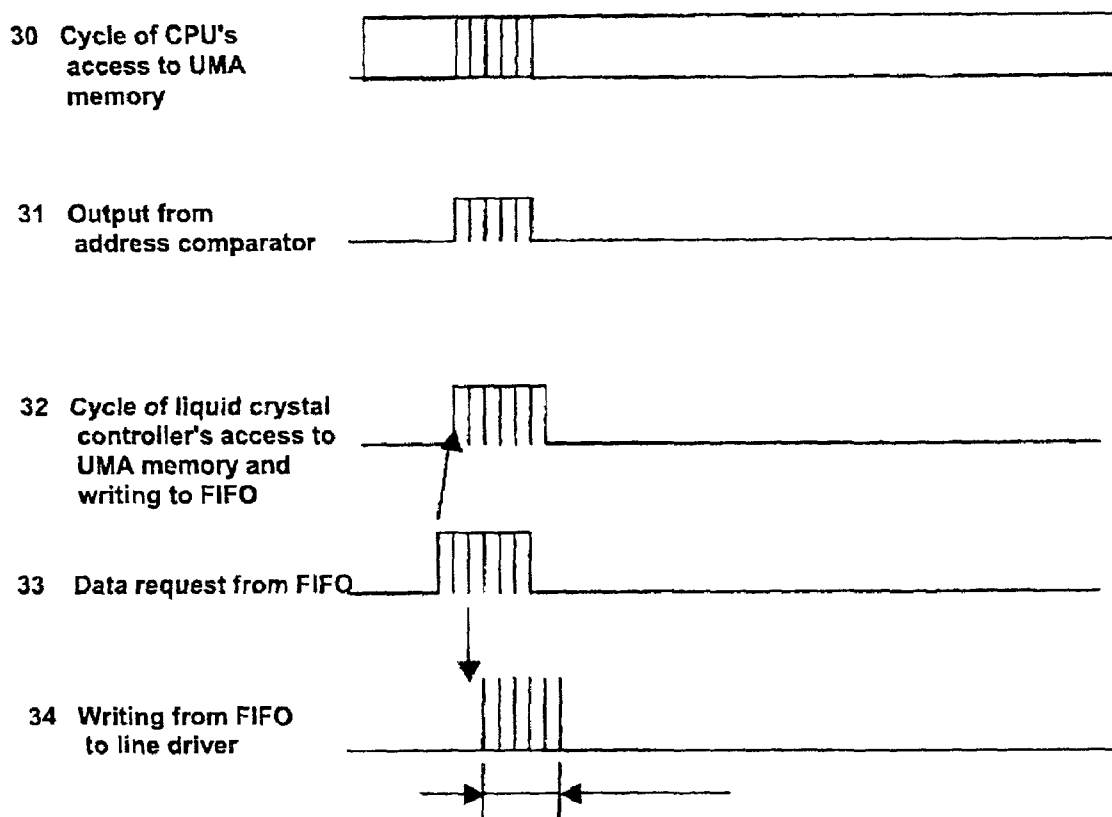 30 Cycle of CPU's
access to UMA
memory
31 Output from
address comparator
32 Cycle of liquid crystal
controller's access to
UMA memory and
writing to FIFO
33 Data request from FIFO
34 Writing from FIFO
to line driver